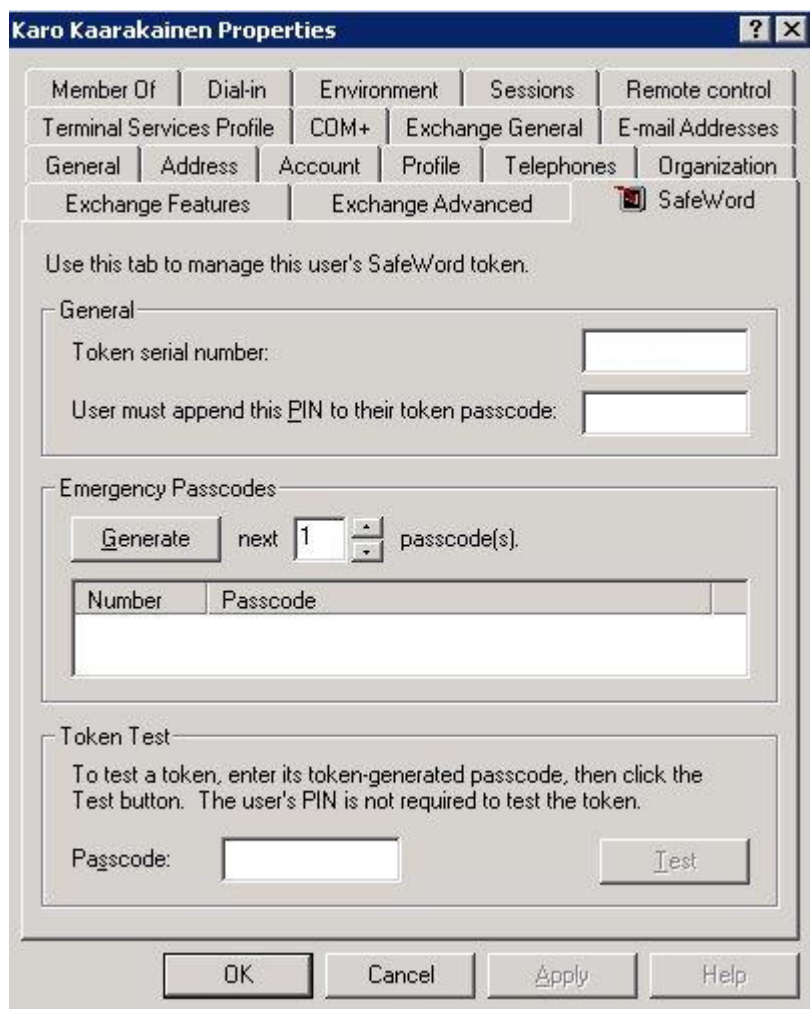 Karo Kaarakainen Properties
Member Of Dial-in Environment Sessions Remote control
Terminal Services Profile COM+ Exchange General E-mail Addresses
General Address Account Profile Telephones Organization
Exchange Features Exchange Advanced SafeWord
Use this tab to manage this user's SafeWord token.
General
Token serial number:
User must append this PIN to their token passcode:
Emergency Passcodes
Generate next 1 passcode(s).
Number Passcode
Token Test
To test a token, enter its token-generated passcode, then click the
Test button. The user's PIN is not required to test the token.
Passcode: Test
OK Cancel Apply Help